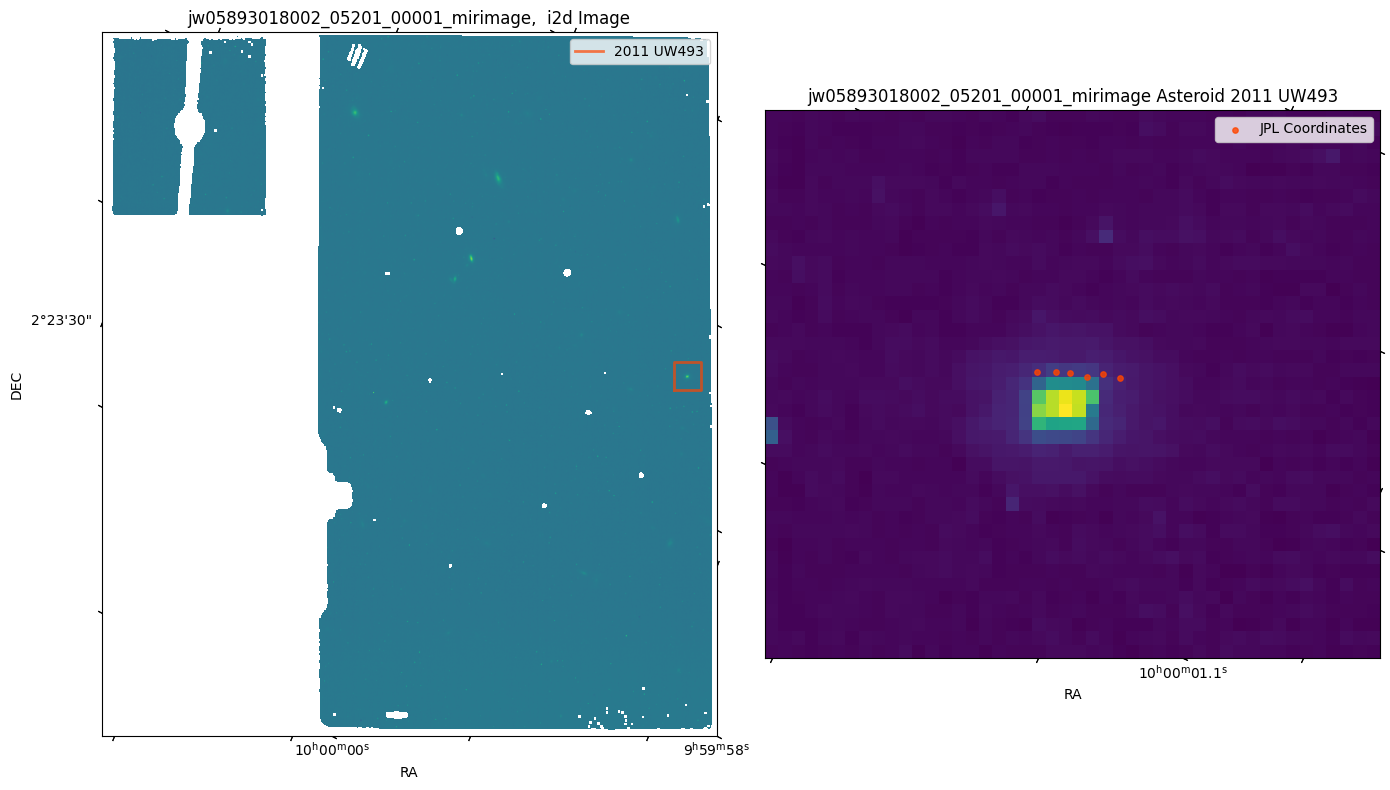 jw05893018002_05201_00001_mirimage,  i2d Image
2011 UW493
2°23'30"
DEC
10ʰ00ᵐ00ˢ
9ʰ59ᵐ58ˢ
RA
jw05893018002_05201_00001_mirimage Asteroid 2011 UW493
JPL Coordinates
10ʰ00ᵐ01.1ˢ
RA